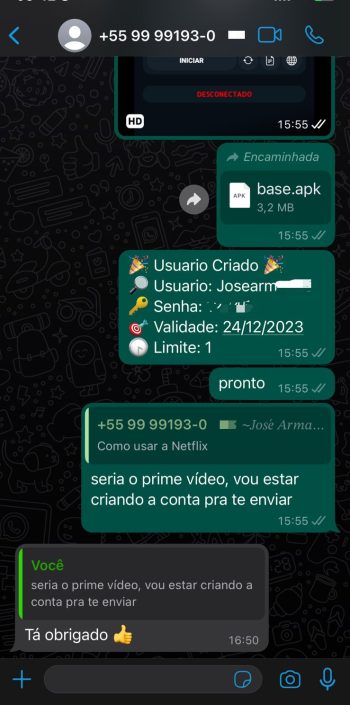 +55 99 99193-0
INICIAR
DESCONECTADO
HD
15:55
Encaminhada
APK
base.apk
3,2 MB
15:55
🎉 Usuario Criado 🎉
🔎 Usuario: Josearm
🔑 Senha:
🎯 Validade: 24/12/2023
🕟 Limite: 1
15:55
pronto
15:55
+55 99 99193-0 ~José Arma...
Como usar a Netflix
seria o prime vídeo, vou estar
criando a conta pra te enviar
15:55
Você
seria o prime vídeo, vou estar criando a
conta pra te enviar
Tá obrigado 👍
16:50